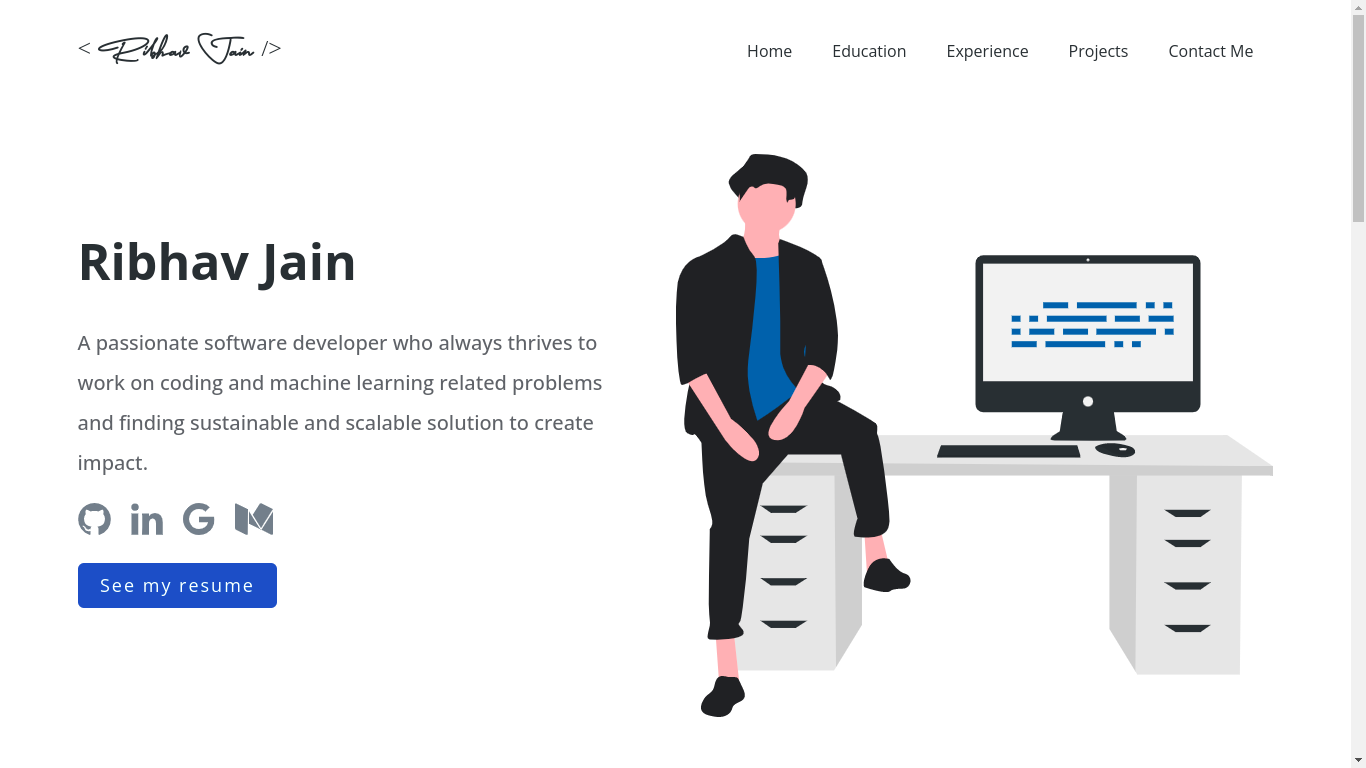 < Ribhav Jain />
Home
Education
Experience
Projects
Contact Me
Ribhav Jain
A passionate software developer who always thrives to
work on coding and machine learning related problems
and finding sustainable and scalable solution to create
impact.
See my resume